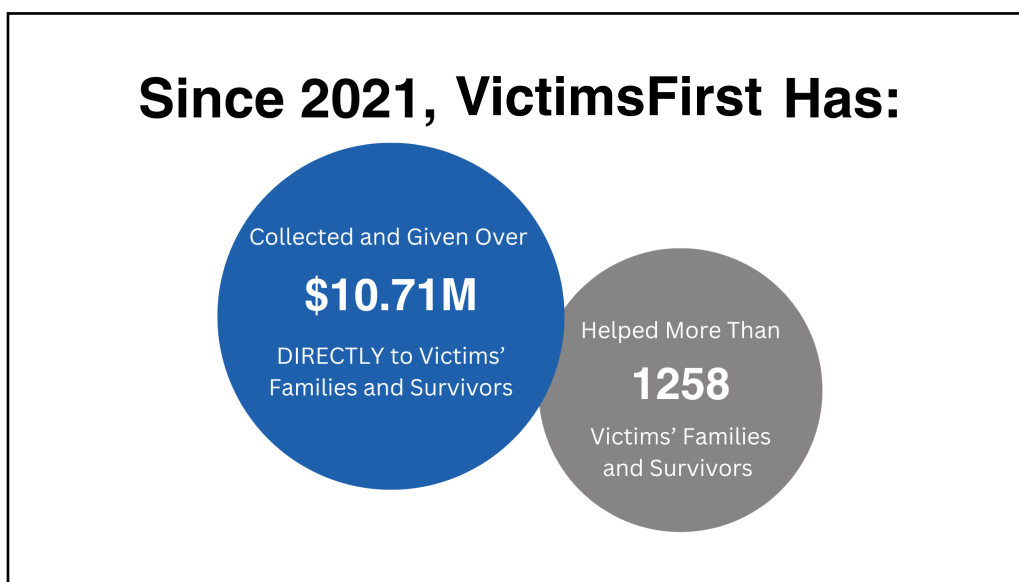 Since 2021, VictimsFirst Has:
Collected and Given Over
$10.71M
DIRECTLY to Victims’
Families and Survivors
Helped More Than
1258
Victims’ Families
and Survivors